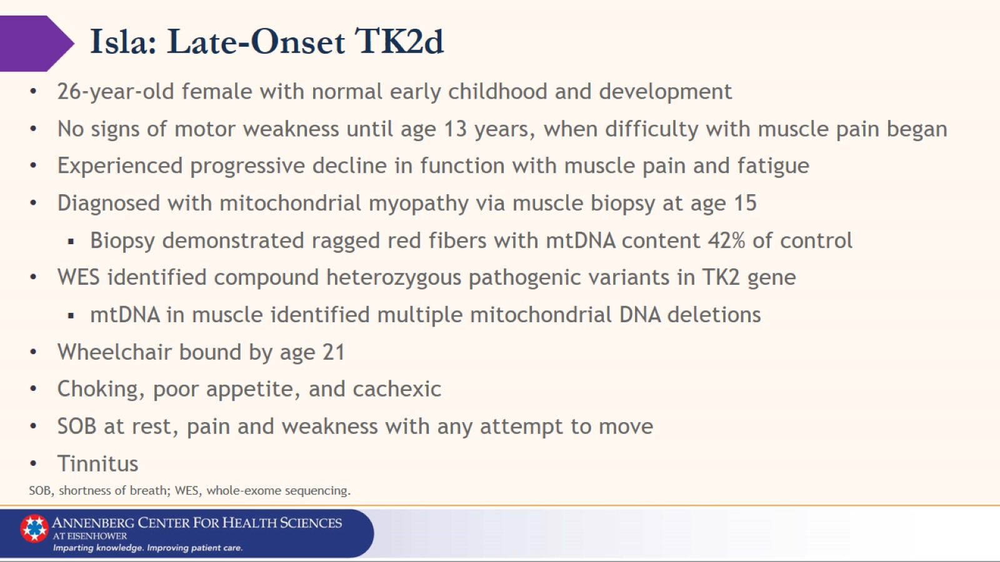 Isla: Late-Onset TK2d
• 26-year-old female with normal early childhood and development
• No signs of motor weakness until age 13 years, when difficulty with muscle pain began
• Experienced progressive decline in function with muscle pain and fatigue
• Diagnosed with mitochondrial myopathy via muscle biopsy at age 15
▪ Biopsy demonstrated ragged red fibers with mtDNA content 42% of control
• WES identified compound heterozygous pathogenic variants in TK2 gene
▪ mtDNA in muscle identified multiple mitochondrial DNA deletions
• Wheelchair bound by age 21
• Choking, poor appetite, and cachexic
• SOB at rest, pain and weakness with any attempt to move
• Tinnitus
SOB, shortness of breath; WES, whole-exome sequencing.
ANNENBERG CENTER FOR HEALTH SCIENCES
AT EISENHOWER
Imparting knowledge. Improving patient care.